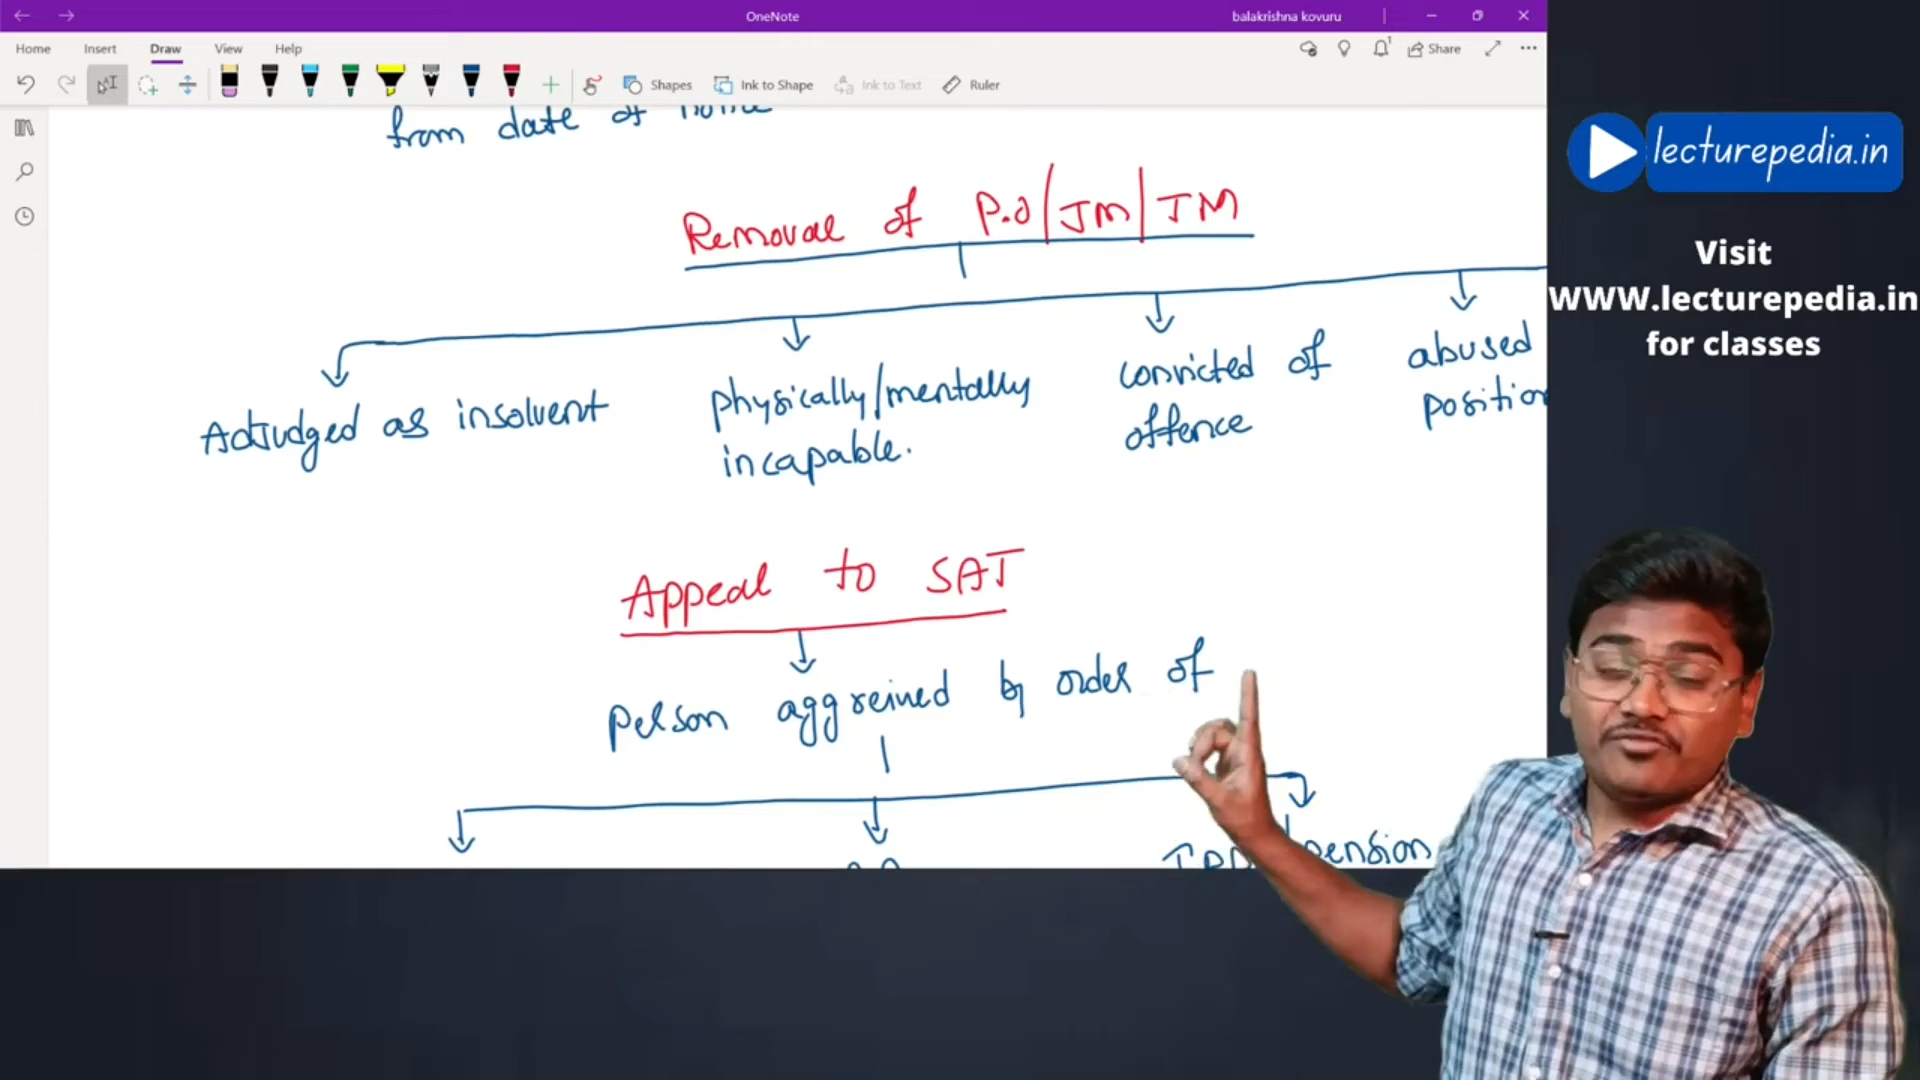 OneNote
balakrishna kovuru
Home Insert Draw View Help
1
Share
Shapes Ink to Shape Ink to Text Ruler
from date of
Removal of P.O|JM|TM
Adjudged as insolvent
physically/mentally
incapable.
convicted of
offence
abused
position
Appeal to SAT
Person aggreived by order of
pension
lecturepedia.in
Visit
WWW.lecturepedia.in
for classes